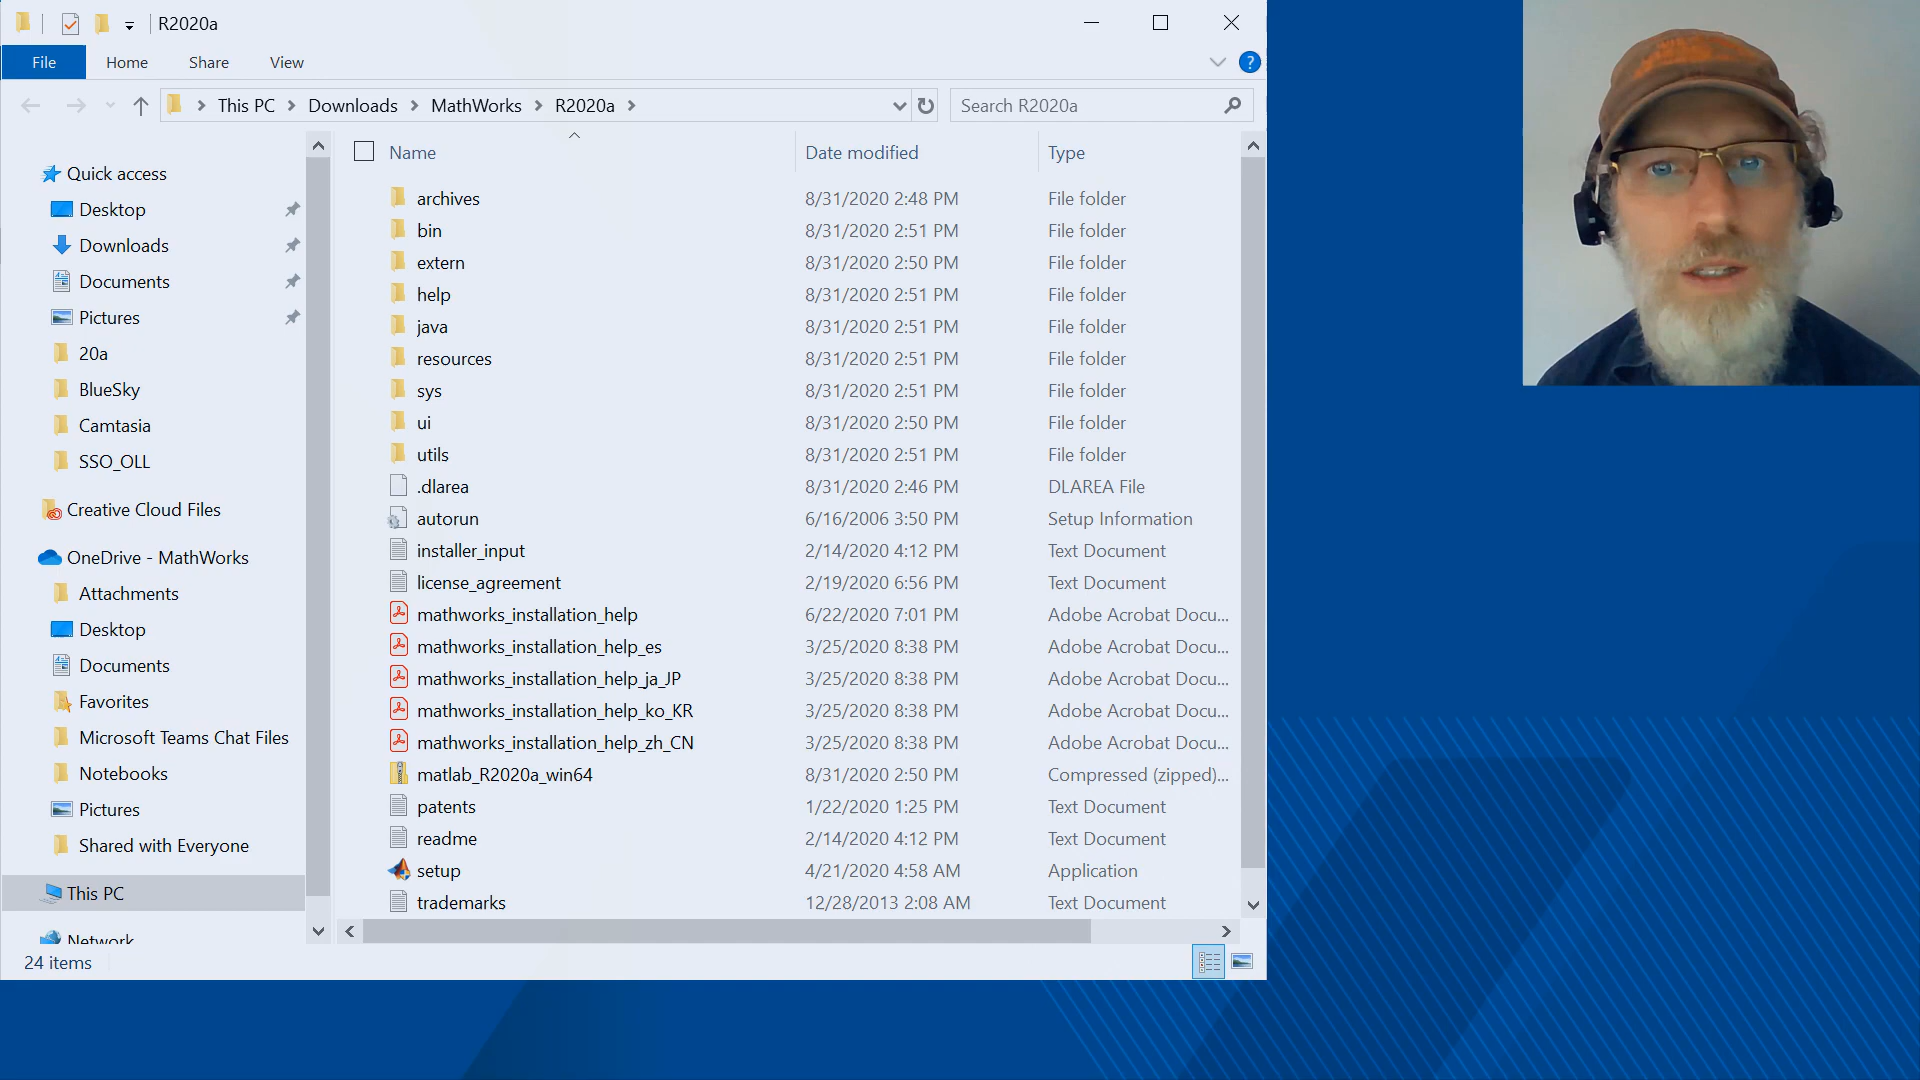 R2020a
File Home Share View
?
This PC Downloads MathWorks R2020a
Search R2020a
Name Date modified Type
Quick access
Desktop
Downloads
Documents
Pictures
20a
BlueSky
Camtasia
SSO_OLL
Creative Cloud Files
OneDrive - MathWorks
Attachments
Desktop
Documents
Favorites
Microsoft Teams Chat Files
Notebooks
Pictures
Shared with Everyone
This PC
Network
archives 8/31/2020 2:48 PM File folder
bin 8/31/2020 2:51 PM File folder
extern 8/31/2020 2:50 PM File folder
help 8/31/2020 2:51 PM File folder
java 8/31/2020 2:51 PM File folder
resources 8/31/2020 2:51 PM File folder
sys 8/31/2020 2:51 PM File folder
ui 8/31/2020 2:50 PM File folder
utils 8/31/2020 2:51 PM File folder
.dlarea 8/31/2020 2:46 PM DLAREA File
autorun 6/16/2006 3:50 PM Setup Information
installer_input 2/14/2020 4:12 PM Text Document
license_agreement 2/19/2020 6:56 PM Text Document
mathworks_installation_help 6/22/2020 7:01 PM Adobe Acrobat Docu...
mathworks_installation_help_es 3/25/2020 8:38 PM Adobe Acrobat Docu...
mathworks_installation_help_ja_JP 3/25/2020 8:38 PM Adobe Acrobat Docu...
mathworks_installation_help_ko_KR 3/25/2020 8:38 PM Adobe Acrobat Docu...
mathworks_installation_help_zh_CN 3/25/2020 8:38 PM Adobe Acrobat Docu...
matlab_R2020a_win64 8/31/2020 2:50 PM Compressed (zipped)...
patents 1/22/2020 1:25 PM Text Document
readme 2/14/2020 4:12 PM Text Document
setup 4/21/2020 4:58 AM Application
trademarks 12/28/2013 2:08 AM Text Document
24 items